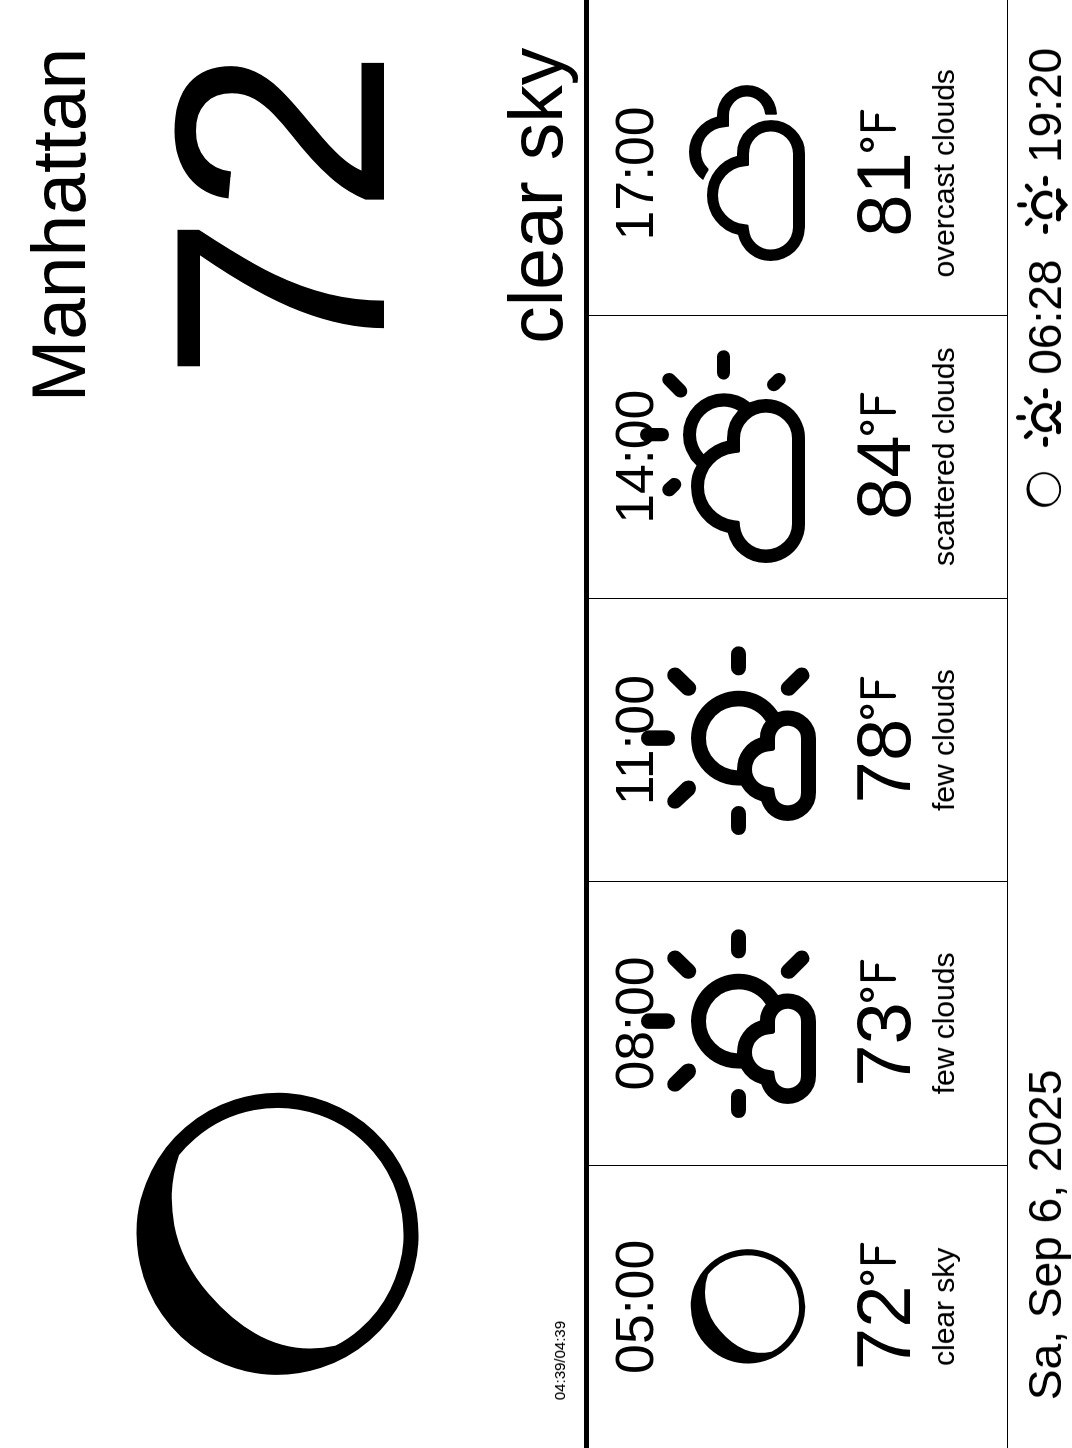 Manhattan
72
clear sky
04:39/04:39
05:00
08:00
11:00
14:00
17:00
72°F
73°F
78°F
84°F
81°F
clear sky
few clouds
few clouds
scattered clouds
overcast clouds
Sa, Sep 6, 2025
06:28
19:20